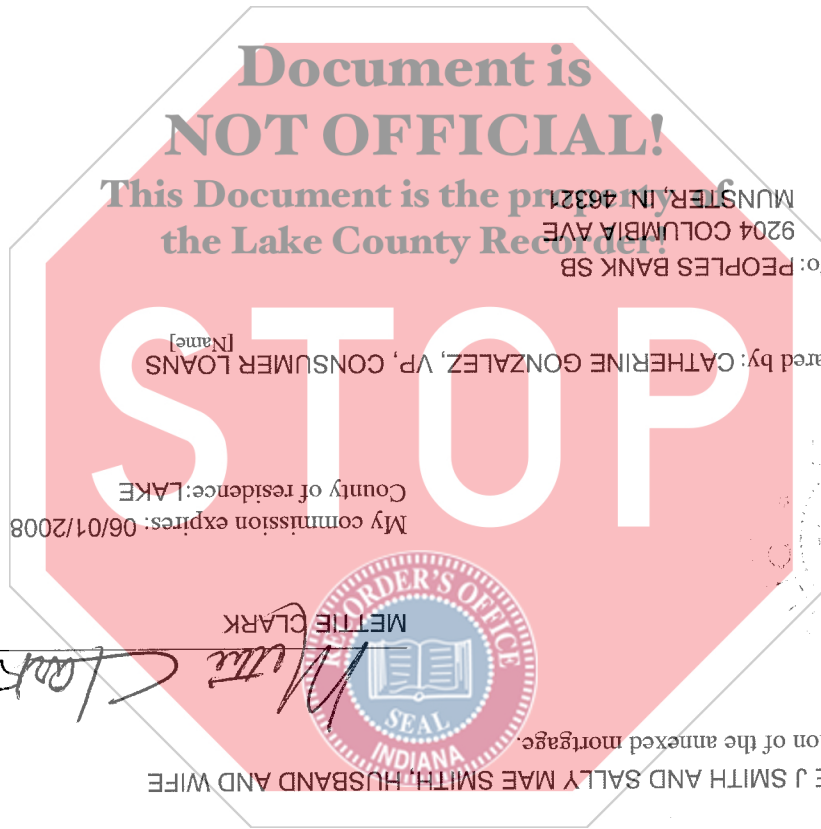 Document is
NOT OFFICIAL!
This Document is the property of
the Lake County Recorder!
STOP
RECORDER'S OFFICE
SEAL
INDIANA
E J SMITH AND SALLY MAE SMITH, HUSBAND AND WIFE
on of the annexed mortgage.
Mettie Clark
METTIE CLARK
My commission expires: 06/01/2008
County of residence: LAKE
ared by: CATHERINE GONZALEZ, VP, CONSUMER LOANS
[Name]
o: PEOPLES BANK SB
9204 COLUMBIA AVE
MUNSTER, IN, 46321